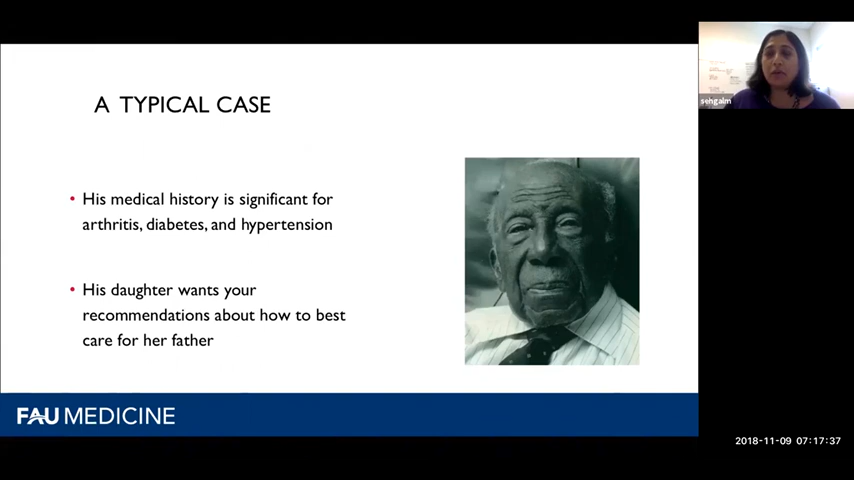 A TYPICAL CASE
• His medical history is significant for
arthritis, diabetes, and hypertension
• His daughter wants your
recommendations about how to best
care for her father
FAU MEDICINE
sehgalm
2018-11-09 07:17:37